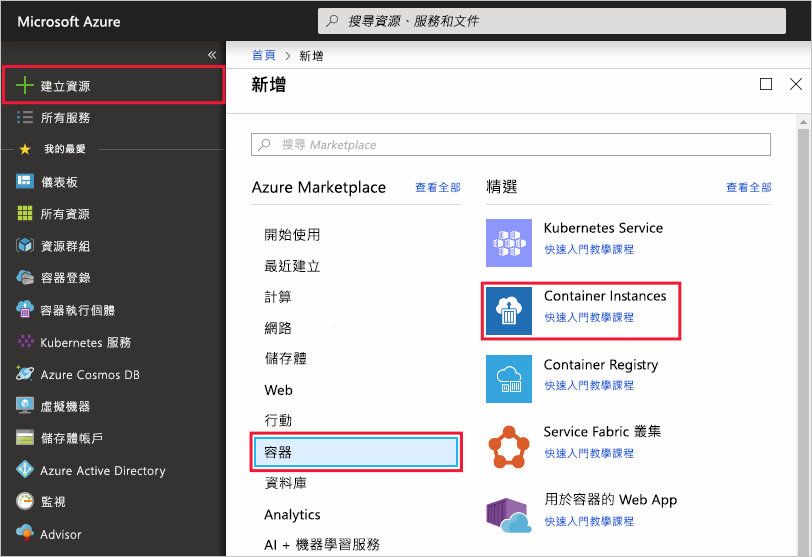 Microsoft Azure
搜尋資源、服務和文件
«
建立資源
所有服務
我的最愛
儀表板
所有資源
資源群組
容器登錄
容器執行個體
Kubernetes 服務
Azure Cosmos DB
虛擬機器
儲存體帳戶
Azure Active Directory
監視
Advisor
首頁 > 新增
新增
搜尋 Marketplace
Azure Marketplace 查看全部
開始使用
最近建立
計算
網路
儲存體
Web
行動
容器
資料庫
Analytics
AI + 機器學習服務
精選 查看全部
Kubernetes Service
快速入門教學課程
Container Instances
快速入門教學課程
Container Registry
快速入門教學課程
Service Fabric 叢集
快速入門教學課程
用於容器的 Web App
快速入門教學課程